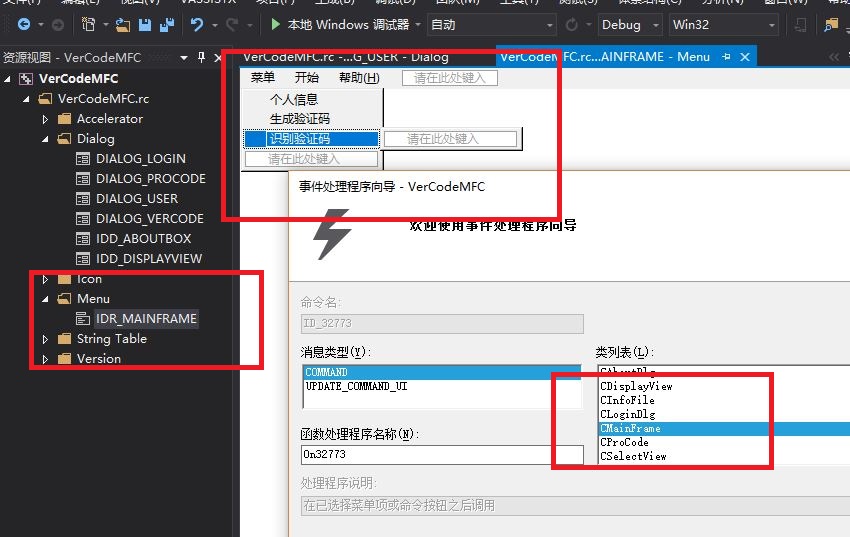 本地 Windows 调试器
自动
Debug
Win32
资源视图 - VerCodeMFC
VerCodeMFC
VerCodeMFC.rc
Accelerator
Dialog
DIALOG_LOGIN
DIALOG_PROCODE
DIALOG_USER
DIALOG_VERCODE
IDD_ABOUTBOX
IDD_DISPLAYVIEW
Icon
Menu
IDR_MAINFRAME
String Table
Version
VerCodeMFC.rc -...G_USER - Dialog
VerCodeMFC.rc...AINFRAME - Menu
菜单 开始 帮助(H) 请在此处键入
个人信息
生成验证码
识别验证码 请在此处键入
请在此处键入
事件处理程序向导 - VerCodeMFC
欢迎使用事件处理程序向导
命令名:
ID_32773
消息类型(Y):
COMMAND
UPDATE_COMMAND_UI
类列表(L):
CAboutDlg
CDisplayView
CInfoFile
CLoginDlg
CMainFrame
CProCode
CSelectView
函数处理程序名称(N):
On32773
处理程序说明:
在已选择菜单项或命令按钮之后调用